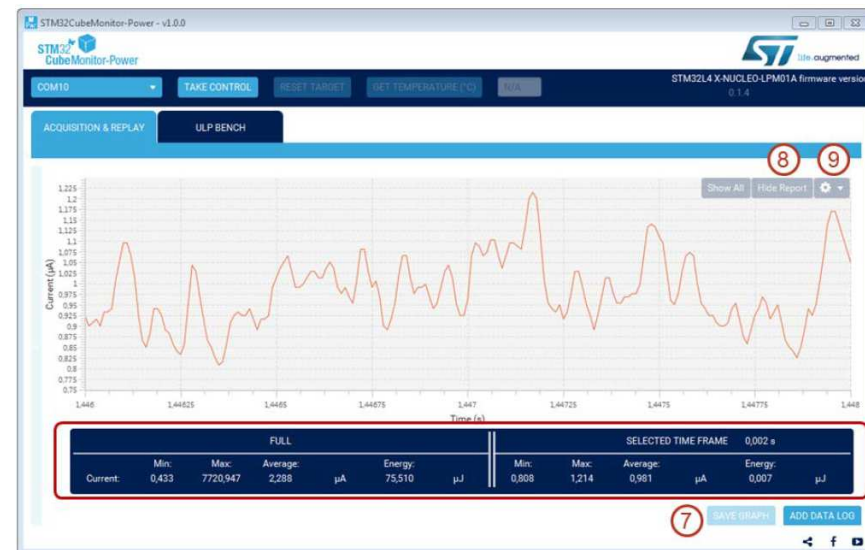 STM32CubeMonitor-Power - v1.0.0
STM32
CubeMonitor-Power
ST
life.augmented
COM10
TAKE CONTROL
RESET TARGET
GET TEMPERATURE (°C)
N/A
STM32L4 X-NUCLEO-LPM01A firmware version
0.1.4
ACQUISITION & REPLAY
ULP BENCH
8
9
Show All
Hide Report
Current (µA)
1,225
1,2
1,175
1,15
1,125
1,1
1,075
1,05
1,025
1
0,975
0,95
0,925
0,9
0,875
0,85
0,825
0,8
0,775
0,75
1,446
1,44625
1,4465
1,44675
1,447
1,44725
1,4475
1,44775
1,448
Time (s)
FULL
Min: Max: Average: Energy:
Current: 0,433 7720,947 2,288 µA 75,510 µJ
SELECTED TIME FRAME 0,002 s
Min: Max: Average: Energy:
0,808 1,214 0,981 µA 0,007 µJ
7
SAVE GRAPH
ADD DATA LOG